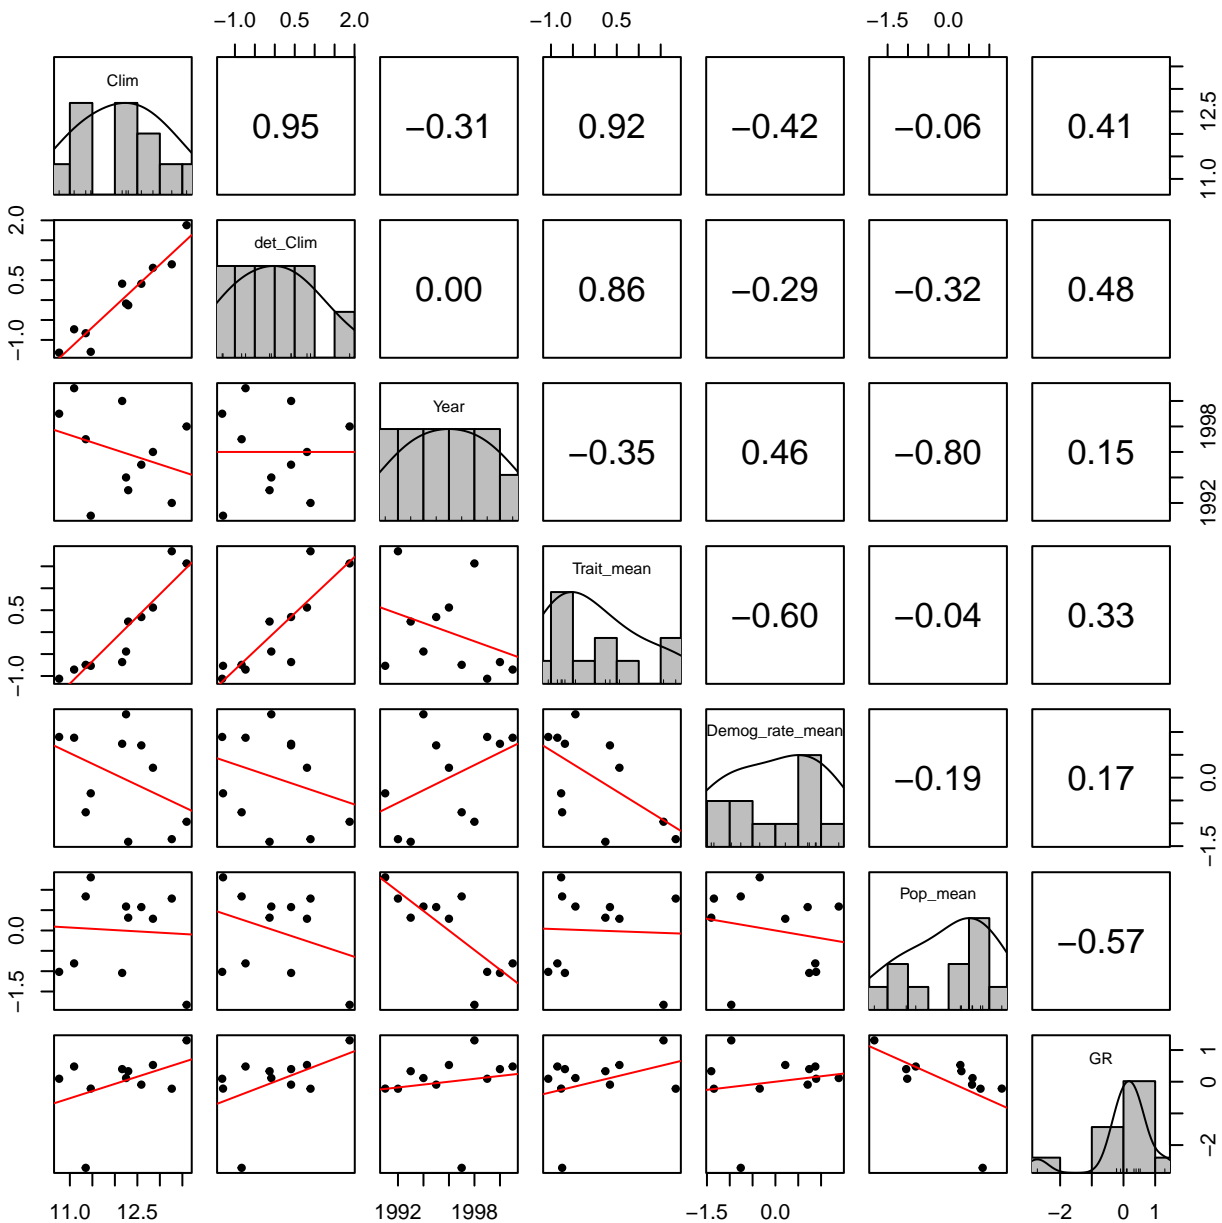 −1.0 0.5 2.0 −1.0 0.5 −1.5 0.0
Clim
0.95 −0.31 0.92 −0.42 −0.06 0.41
11.0 12.5
−1.0 0.5 2.0
det_Clim
0.00 0.86 −0.29 −0.32 0.48
Year
−0.35 0.46 −0.80 0.15
1992 1998
−1.0 0.5
Trait_mean
−0.60 −0.04 0.33
Demog_rate_mean
−0.19 0.17
−1.5 0.0
−1.5 0.0
Pop_mean
−0.57
GR
−2 0 1
11.0 12.5 1992 1998 −1.5 0.0 −2 0 1